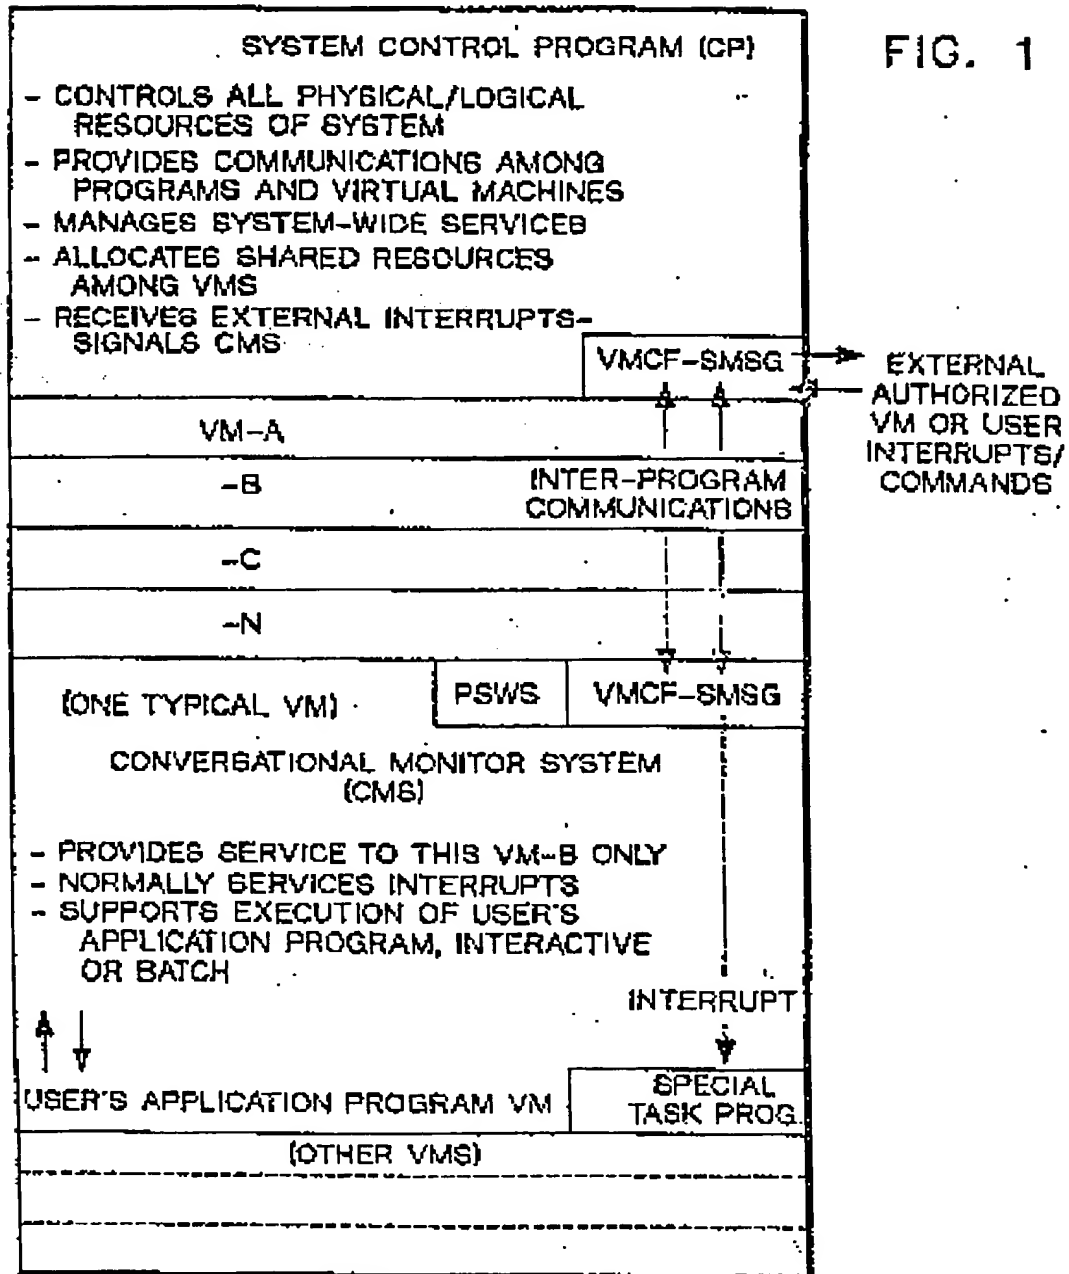 SYSTEM CONTROL PROGRAM (CP)
FIG. 1
- CONTROLS ALL PHYSICAL/LOGICAL
RESOURCES OF SYSTEM
- PROVIDES COMMUNICATIONS AMONG
PROGRAMS AND VIRTUAL MACHINES
- MANAGES SYSTEM-WIDE SERVICES
- ALLOCATES SHARED RESOURCES
AMONG VMS
- RECEIVES EXTERNAL INTERRUPTS-
SIGNALS CMS
VMCF-SMSG
EXTERNAL
AUTHORIZED
VM OR USER
INTERRUPTS/
COMMANDS
VM-A
-B
INTER-PROGRAM
COMMUNICATIONS
-C
-N
(ONE TYPICAL VM)
PSWS
VMCF-SMSG
CONVERSATIONAL MONITOR SYSTEM
(CMS)
- PROVIDES SERVICE TO THIS VM-B ONLY
- NORMALLY SERVICES INTERRUPTS
- SUPPORTS EXECUTION OF USER'S
APPLICATION PROGRAM, INTERACTIVE
OR BATCH
INTERRUPT
USER'S APPLICATION PROGRAM VM
SPECIAL
TASK PROG.
(OTHER VMS)